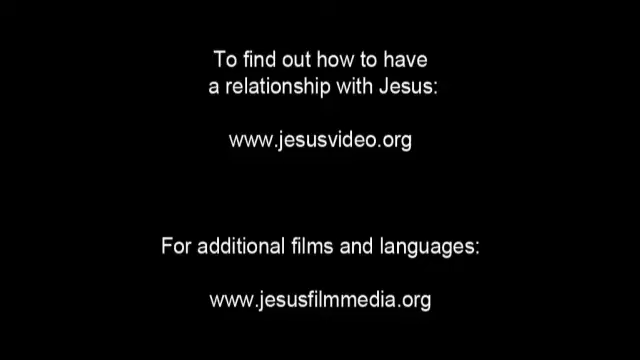 To find out how to have
a relationship with Jesus:
www.jesusvideo.org
For additional films and languages:
www.jesusfilmmedia.org